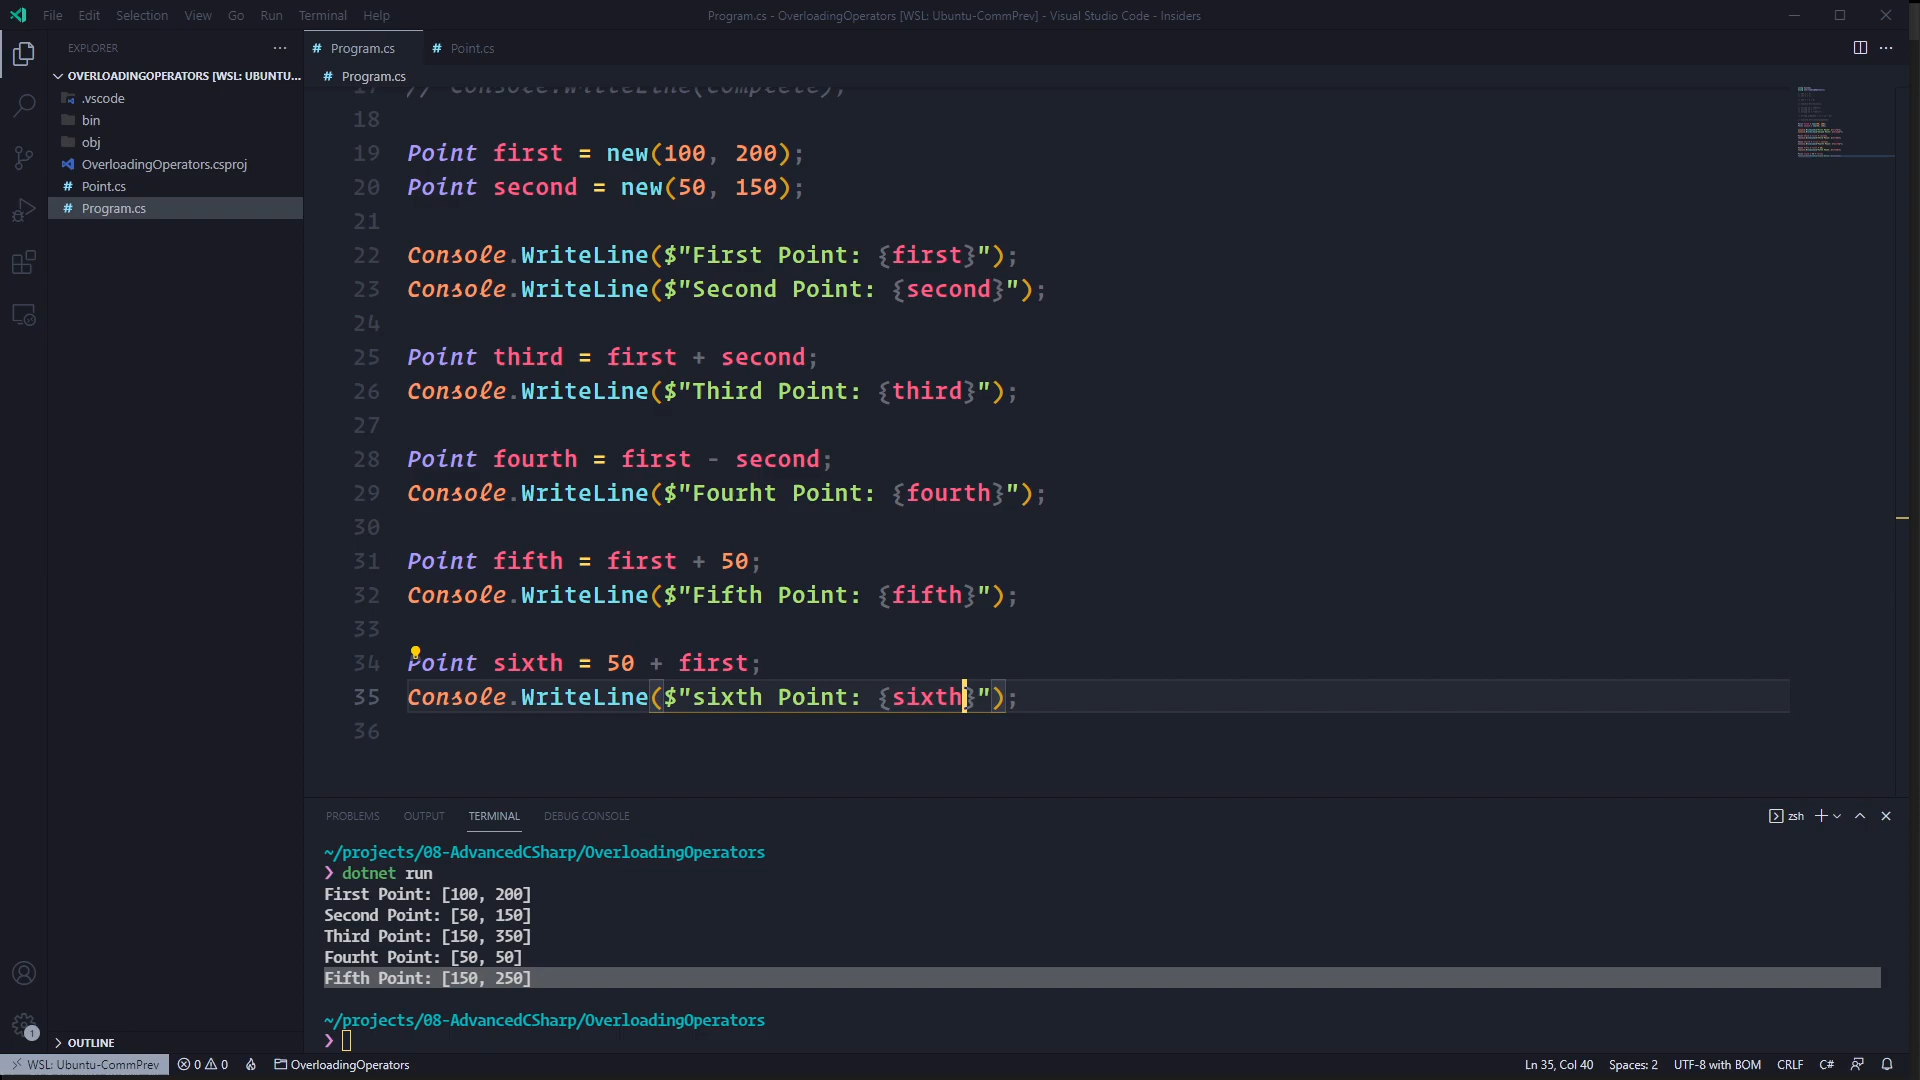 File Edit Selection View Go Run Terminal Help
Program.cs - OverloadingOperators [WSL: Ubuntu-CommPrev] - Visual Studio Code - Insiders
EXPLORER
# Program.cs # Point.cs
OVERLOADINGOPERATORS [WSL: UBUNTU...
# Program.cs
.vscode
bin
obj
OverloadingOperators.csproj
# Point.cs
# Program.cs
17 // Console.WriteLine(complete);
18
19 Point first = new(100, 200);
20 Point second = new(50, 150);
21
22 Console.WriteLine($"First Point: {first}");
23 Console.WriteLine($"Second Point: {second}");
24
25 Point third = first + second;
26 Console.WriteLine($"Third Point: {third}");
27
28 Point fourth = first - second;
29 Console.WriteLine($"Fourht Point: {fourth}");
30
31 Point fifth = first + 50;
32 Console.WriteLine($"Fifth Point: {fifth}");
33
34 Point sixth = 50 + first;
35 Console.WriteLine($"sixth Point: {sixth}");
36
PROBLEMS OUTPUT TERMINAL DEBUG CONSOLE
zsh
~/projects/08-AdvancedCSharp/OverloadingOperators
❯ dotnet run
First Point: [100, 200]
Second Point: [50, 150]
Third Point: [150, 350]
Fourht Point: [50, 50]
Fifth Point: [150, 250]
~/projects/08-AdvancedCSharp/OverloadingOperators
❯
1
OUTLINE
WSL: Ubuntu-CommPrev 0 0 OverloadingOperators Ln 35, Col 40 Spaces: 2 UTF-8 with BOM CRLF C#